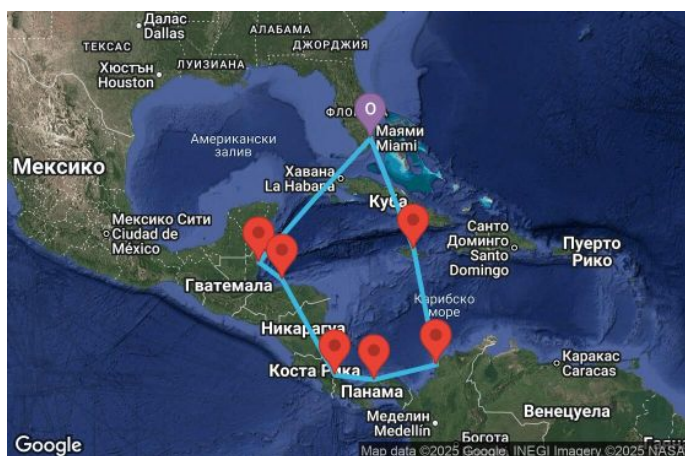 Далас
Dallas
АЛАБАМА
ТЕКСАС
ДЖОРДЖИЯ
ЛУИЗИАНА
Хюстън
Houston
ФЛО
O
Маями
Miami
Американски
залив
Мексико
Хавана
La Habana
Куба
Мексико Сити
Ciudad de
México
Санто
Доминго
Santo
Domingo
Пуерто
Рико
Гватемала
Карибско
море
Никарагуа
Коста Рика
Панама
Каракас
Caracas
Меделин
Medellín
Венецуела
Богота
Google
Map data ©2025 Google, INEGI Imagery ©2025 NASA